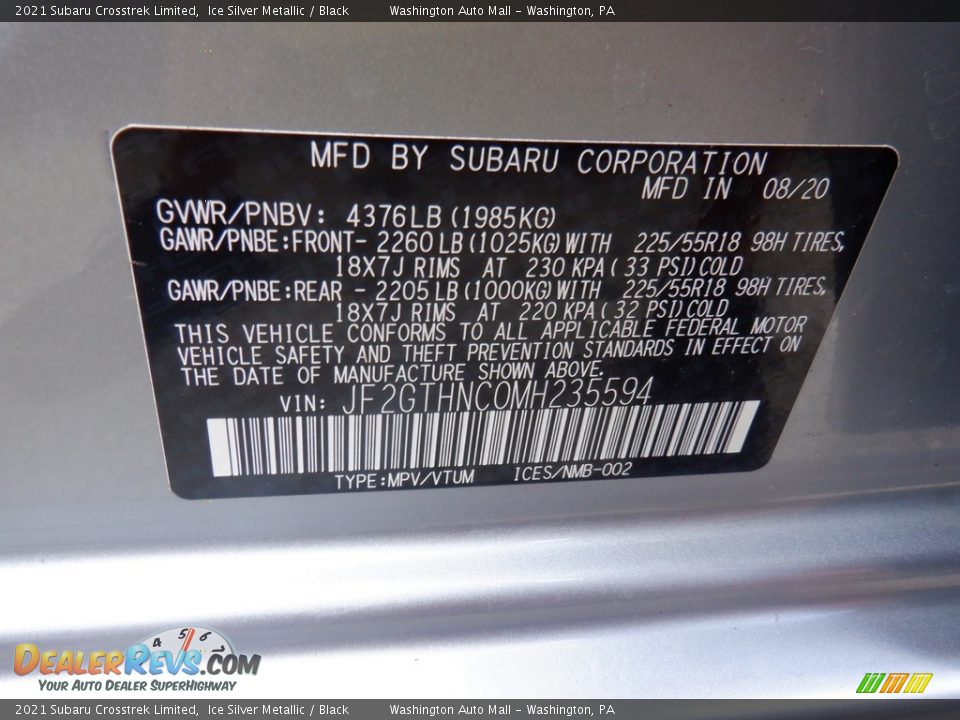 2021 Subaru Crosstrek Limited, Ice Silver Metallic / Black Washington Auto Mall - Washington, PA
MFD BY SUBARU CORPORATION
MFD IN 08/20
GVWR/PNBV: 4376LB (1985KG)
GAWR/PNBE:FRONT- 2260 LB (1025KG) WITH 225/55R18 98H TIRES,
18X7J RIMS AT 230 KPA ( 33 PSI) COLD
GAWR/PNBE:REAR - 2205 LB (1000KG) WITH 225/55R18 98H TIRES,
18X7J RIMS AT 220 KPA ( 32 PSI) COLD
THIS VEHICLE CONFORMS TO ALL APPLICABLE FEDERAL MOTOR
VEHICLE SAFETY AND THEFT PREVENTION STANDARDS IN EFFECT ON
THE DATE OF MANUFACTURE SHOWN ABOVE.
VIN: JF2GTHNC0MH235594
TYPE:MPV/VTUM ICES/NMB-002
4 5 6 7
DEALERREVS.COM
YOUR AUTO DEALER SUPERHIGHWAY
2021 Subaru Crosstrek Limited, Ice Silver Metallic / Black Washington Auto Mall - Washington, PA